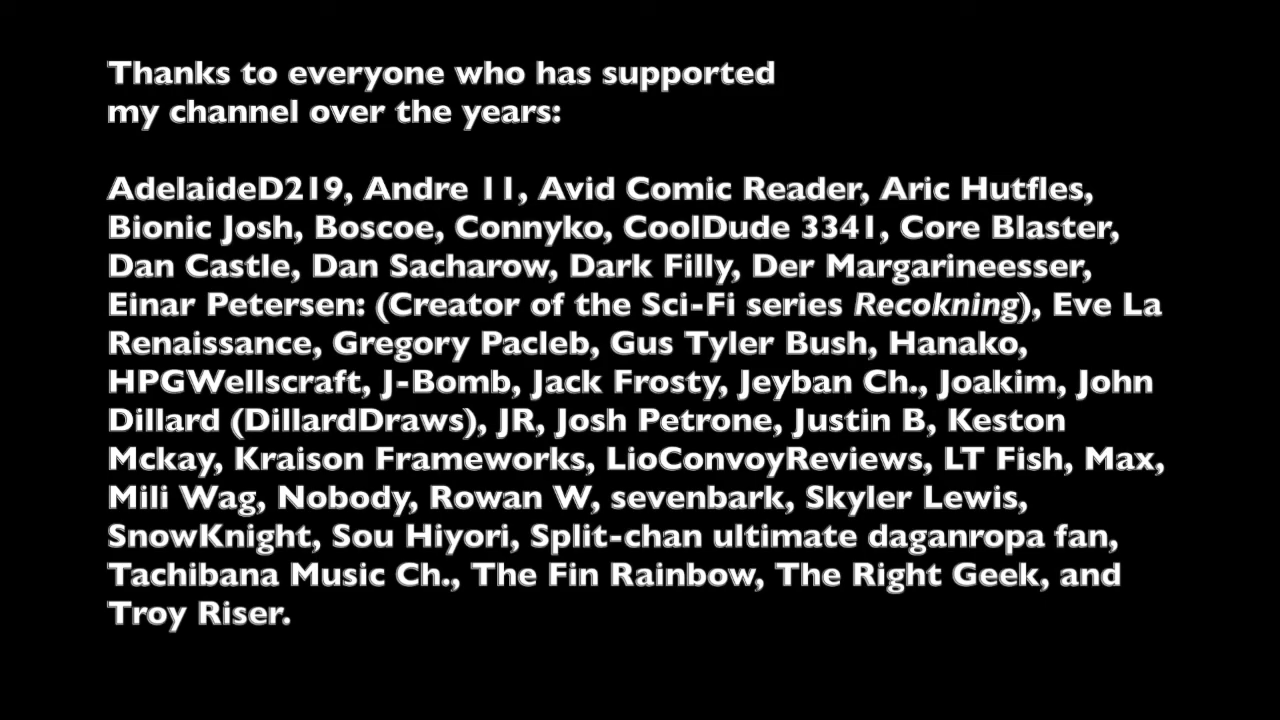 Thanks to everyone who has supported
my channel over the years:
AdelaideD219, Andre 11, Avid Comic Reader, Aric Hutfles,
Bionic Josh, Boscoe, Connyko, CoolDude 3341, Core Blaster,
Dan Castle, Dan Sacharow, Dark Filly, Der Margarineesser,
Einar Petersen: (Creator of the Sci-Fi series Recokning), Eve La
Renaissance, Gregory Pacleb, Gus Tyler Bush, Hanako,
HPGWellscraft, J-Bomb, Jack Frosty, Jeyban Ch., Joakim, John
Dillard (DillardDraws), JR, Josh Petrone, Justin B, Keston
Mckay, Kraison Frameworks, LioConvoyReviews, LT Fish, Max,
Mili Wag, Nobody, Rowan W, sevenbark, Skyler Lewis,
SnowKnight, Sou Hiyori, Split-chan ultimate daganropa fan,
Tachibana Music Ch., The Fin Rainbow, The Right Geek, and
Troy Riser.